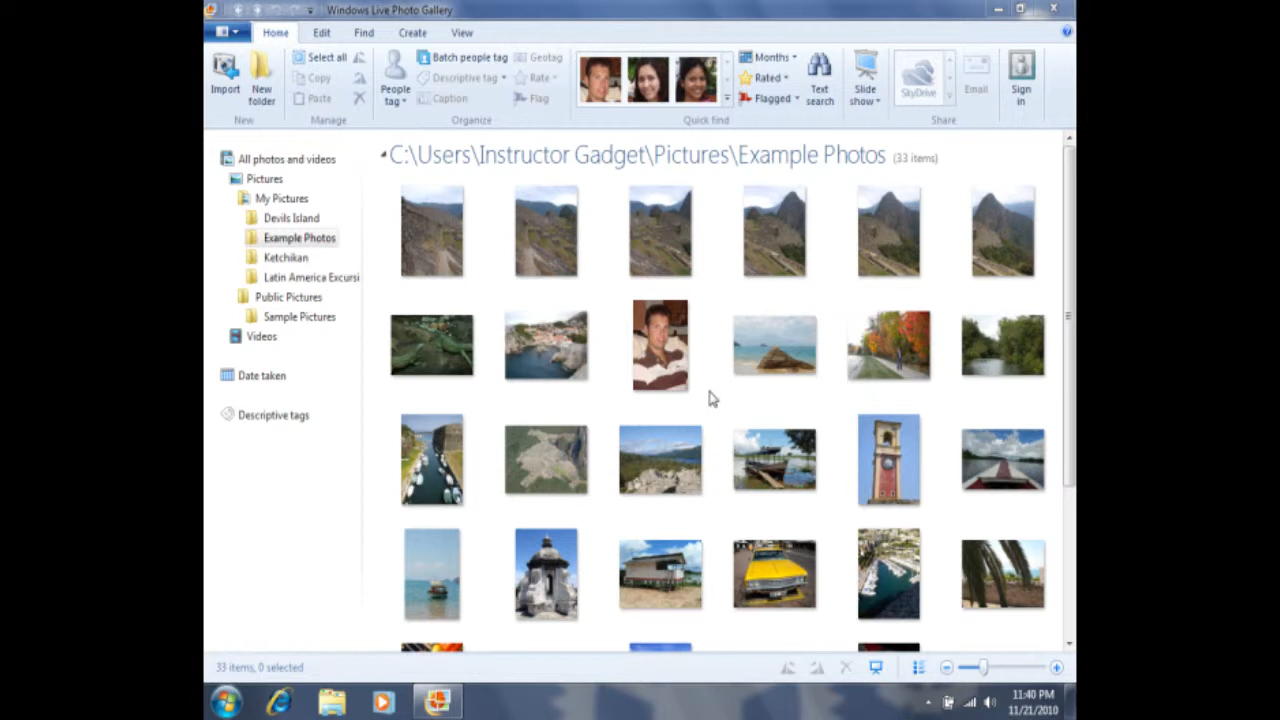 Windows Live Photo Gallery
Home Edit Find Create View
Import
New folder
New
Select all
Copy
Paste
Manage
People tag
Batch people tag
Descriptive tag
Caption
Geotag
Rate
Flag
Organize
Months
Rated
Flagged
Text search
Quick find
Slide show
SkyDrive
Email
Share
Sign in
All photos and videos
Pictures
My Pictures
Devils Island
Example Photos
Ketchikan
Latin America Excursi
Public Pictures
Sample Pictures
Videos
Date taken
Descriptive tags
C:\Users\Instructor Gadget\Pictures\Example Photos (33 items)
33 items, 0 selected
11:40 PM
11/21/2010